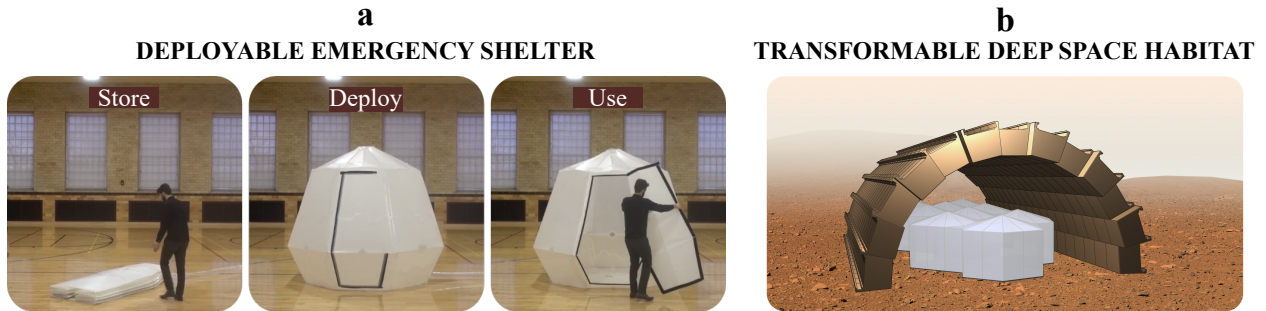 a
DEPLOYABLE EMERGENCY SHELTER
Store
Deploy
Use
b
TRANSFORMABLE DEEP SPACE HABITAT